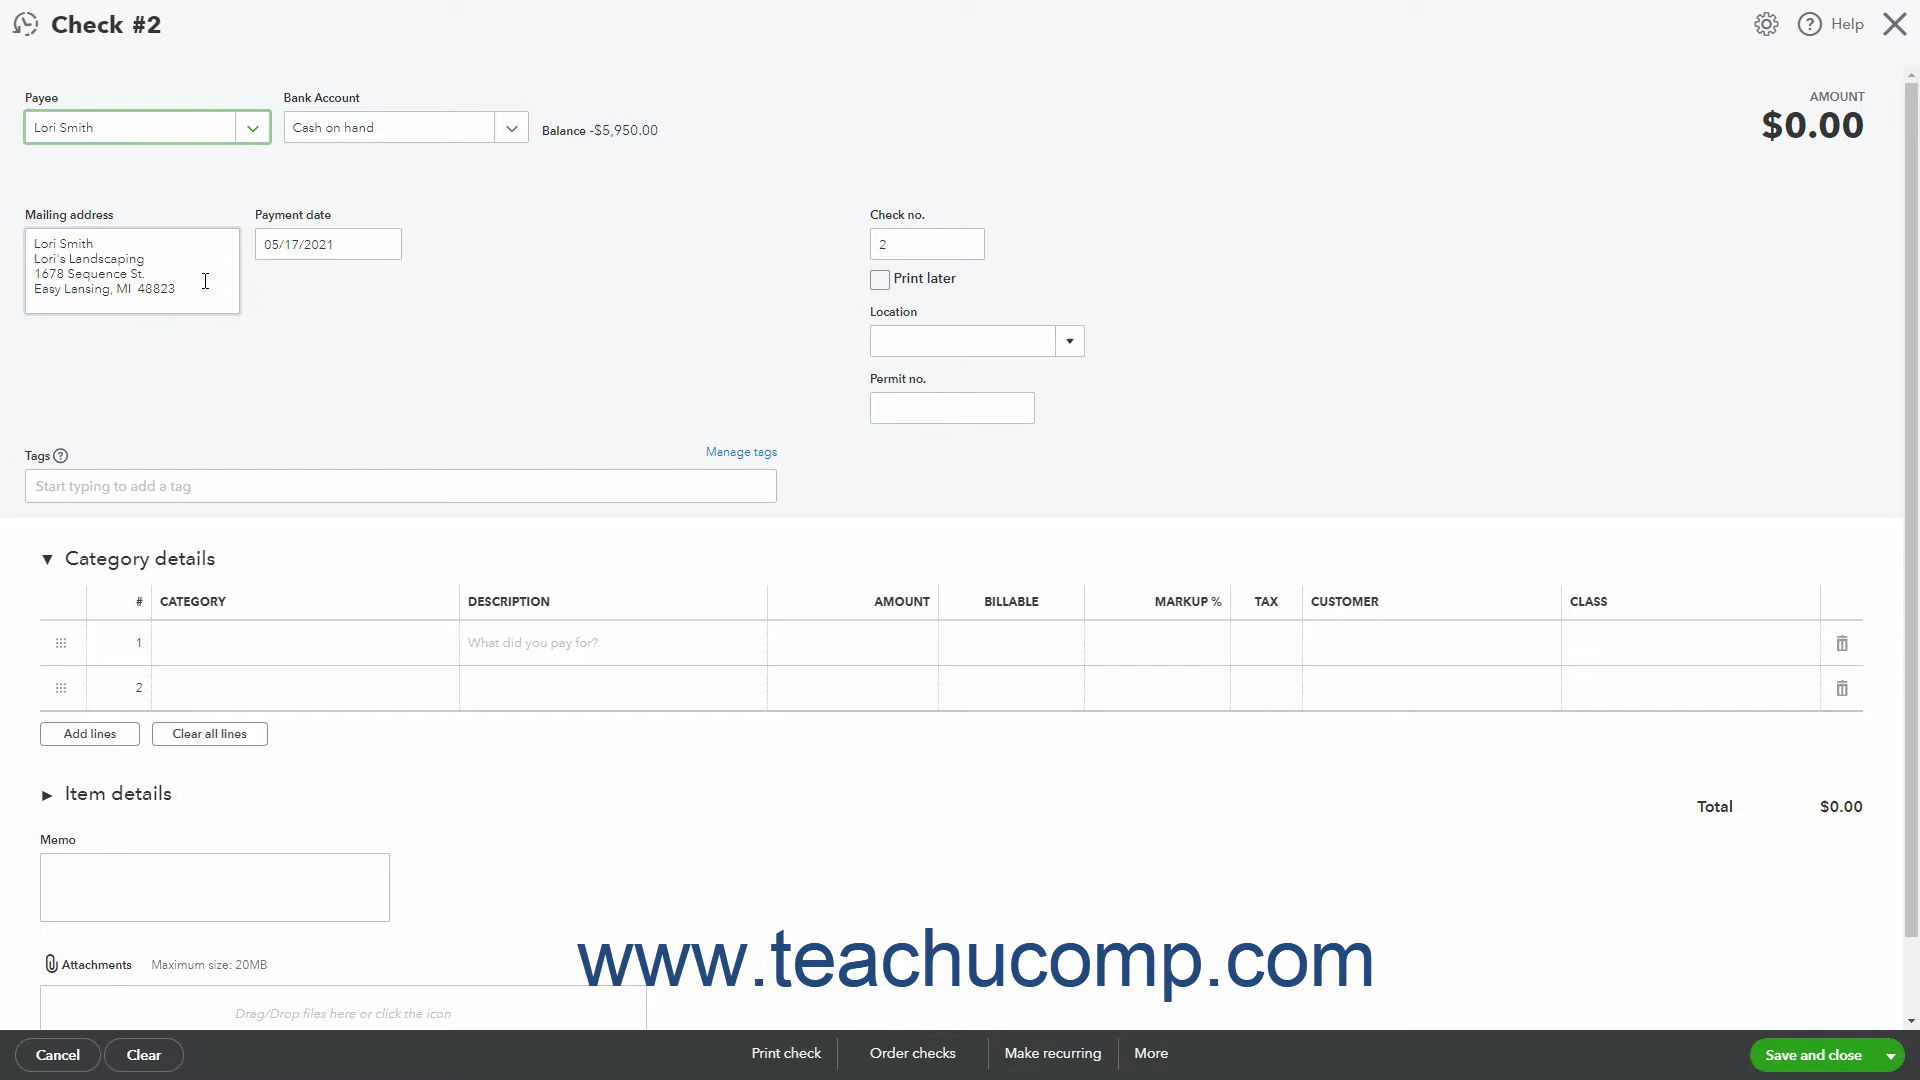 Check #2
Help
Payee
Bank Account
AMOUNT
Lori Smith
Cash on hand
Balance -$5,950.00
$0.00
Mailing address
Payment date
Check no.
Lori Smith
Lori's Landscaping
1678 Sequence St.
Easy Lansing, MI  48823
05/17/2021
2
Print later
Location
Permit no.
Tags ?
Manage tags
Start typing to add a tag
Category details
# CATEGORY DESCRIPTION AMOUNT BILLABLE MARKUP % TAX CUSTOMER CLASS
1 What did you pay for?
2
Add lines
Clear all lines
Item details
Total $0.00
Memo
Attachments Maximum size: 20MB
Drag/Drop files here or click the icon
www.teachucomp.com
Cancel
Clear
Print check
Order checks
Make recurring
More
Save and close